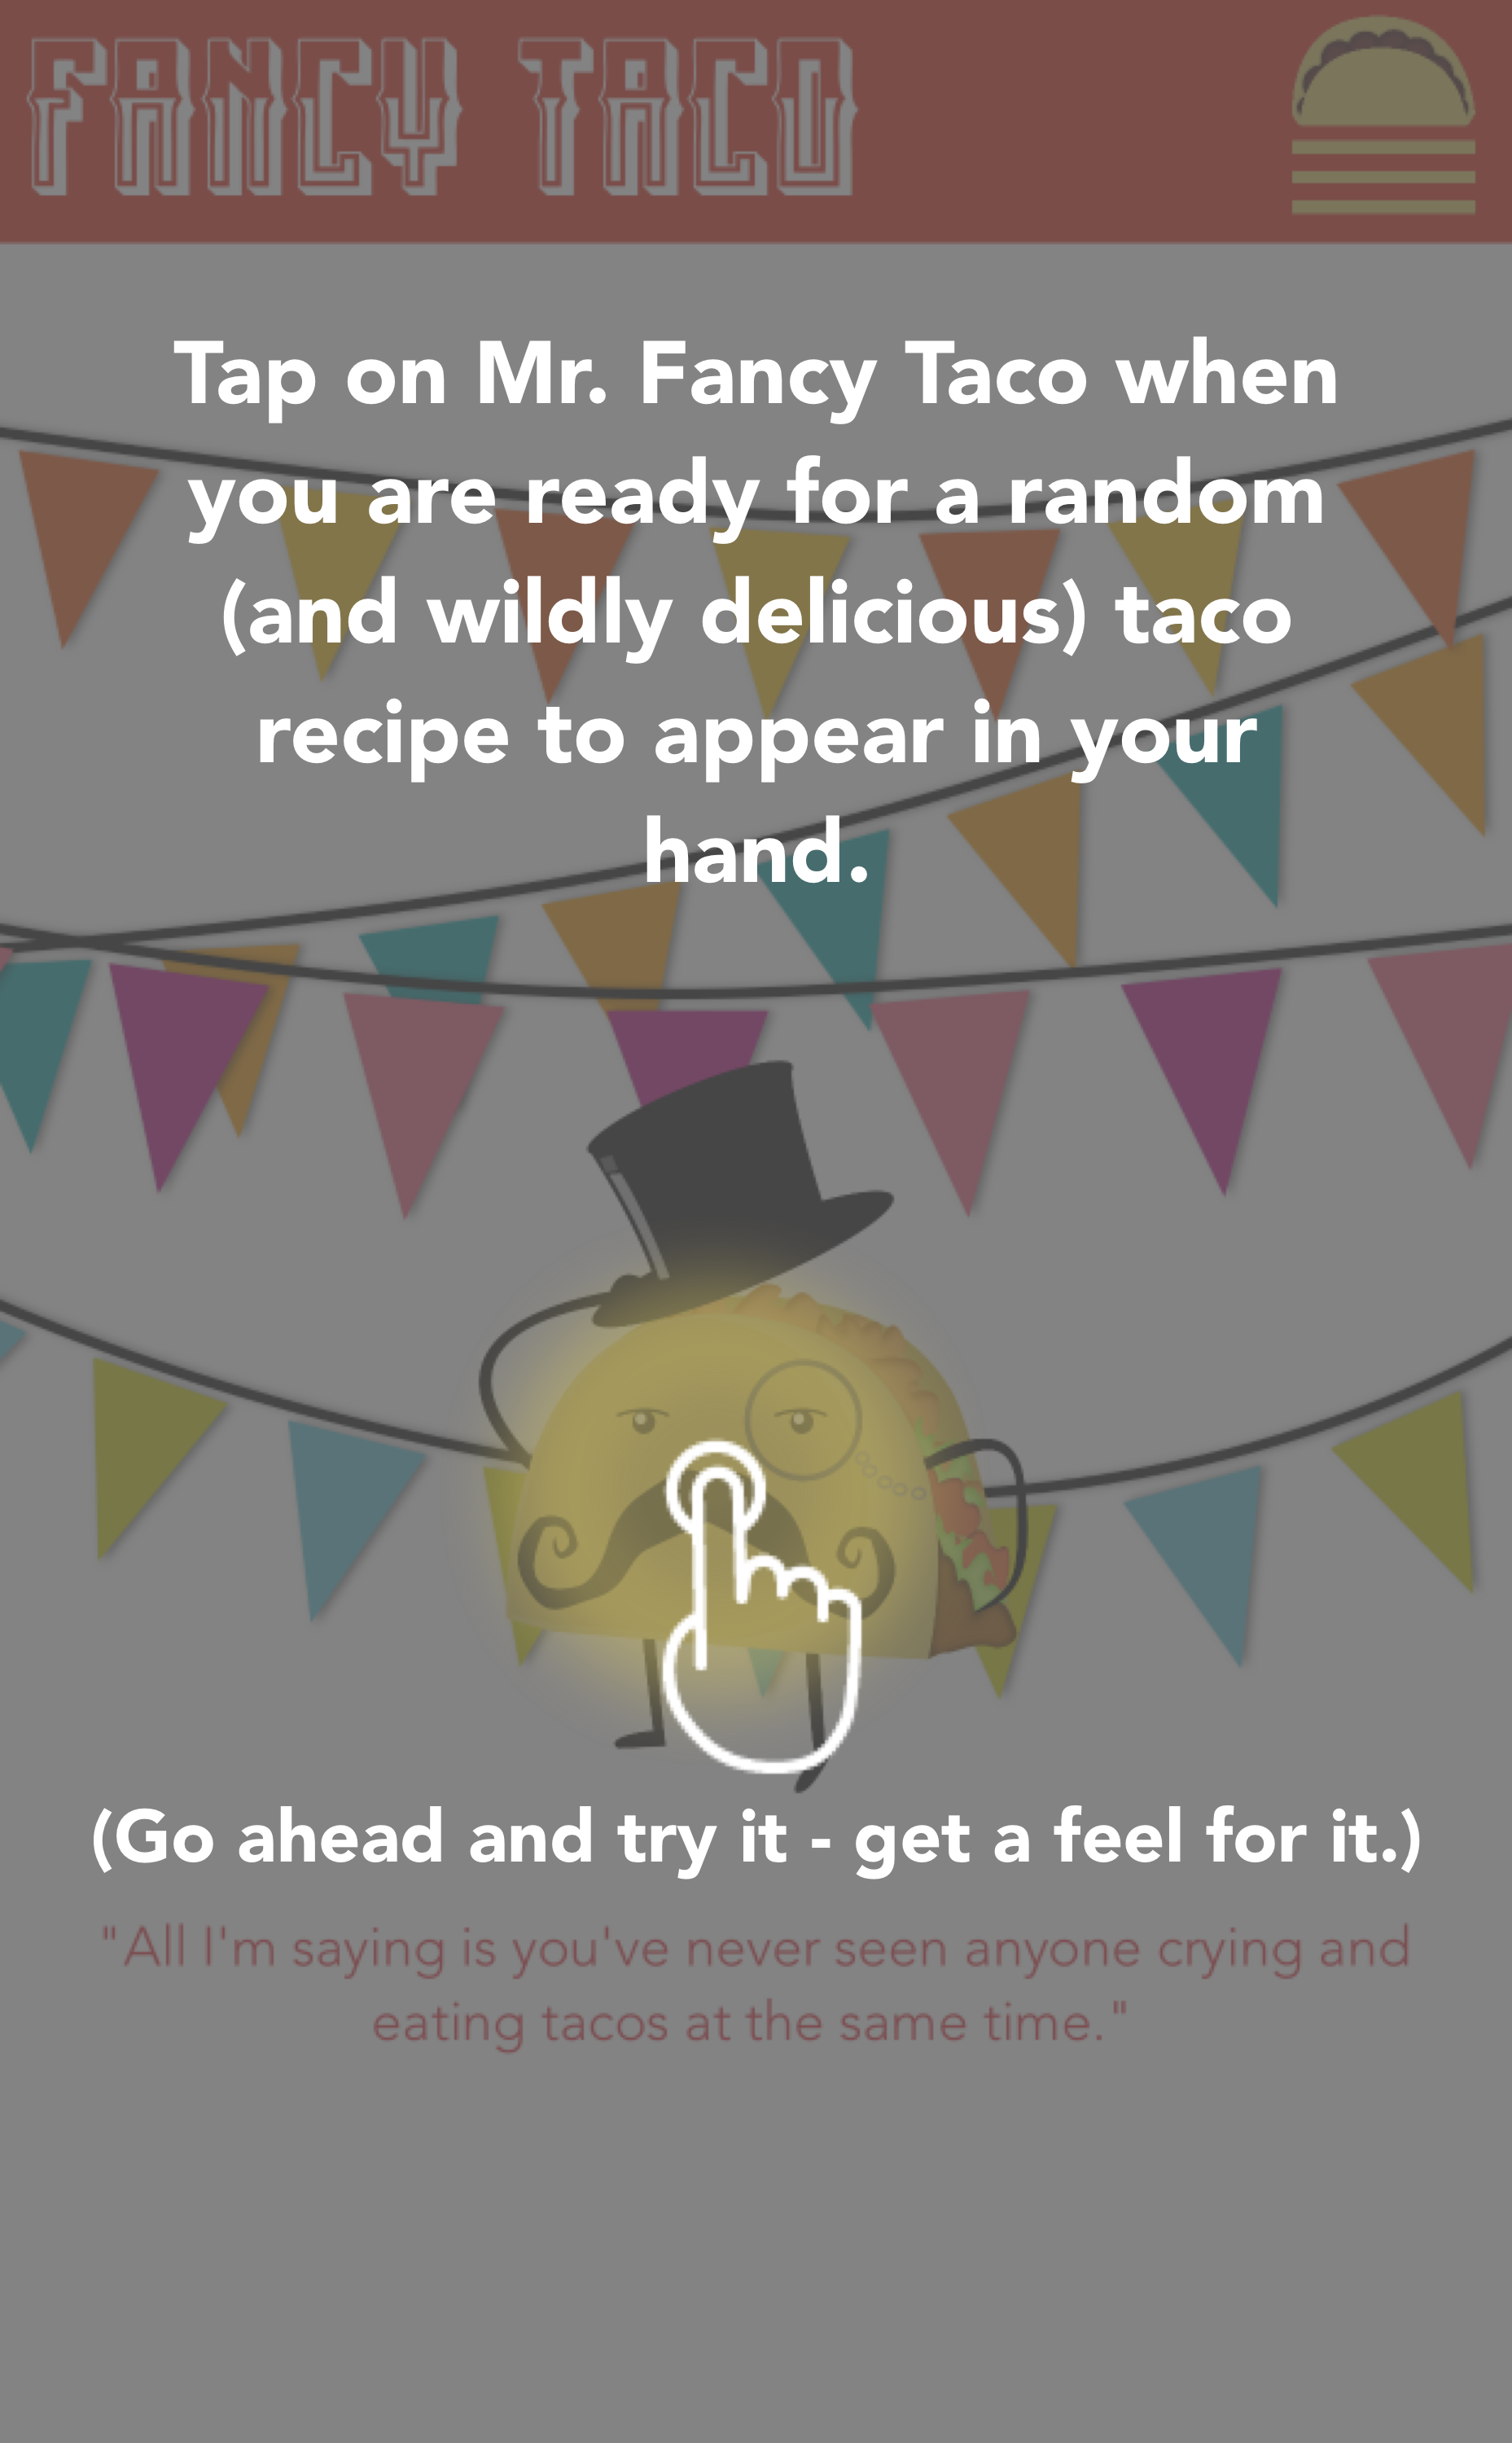 FANCY TACO
Tap on Mr. Fancy Taco when
you are ready for a random
(and wildly delicious) taco
recipe to appear in your
hand.
(Go ahead and try it - get a feel for it.)
"All I'm saying is you've never seen anyone crying and
eating tacos at the same time."